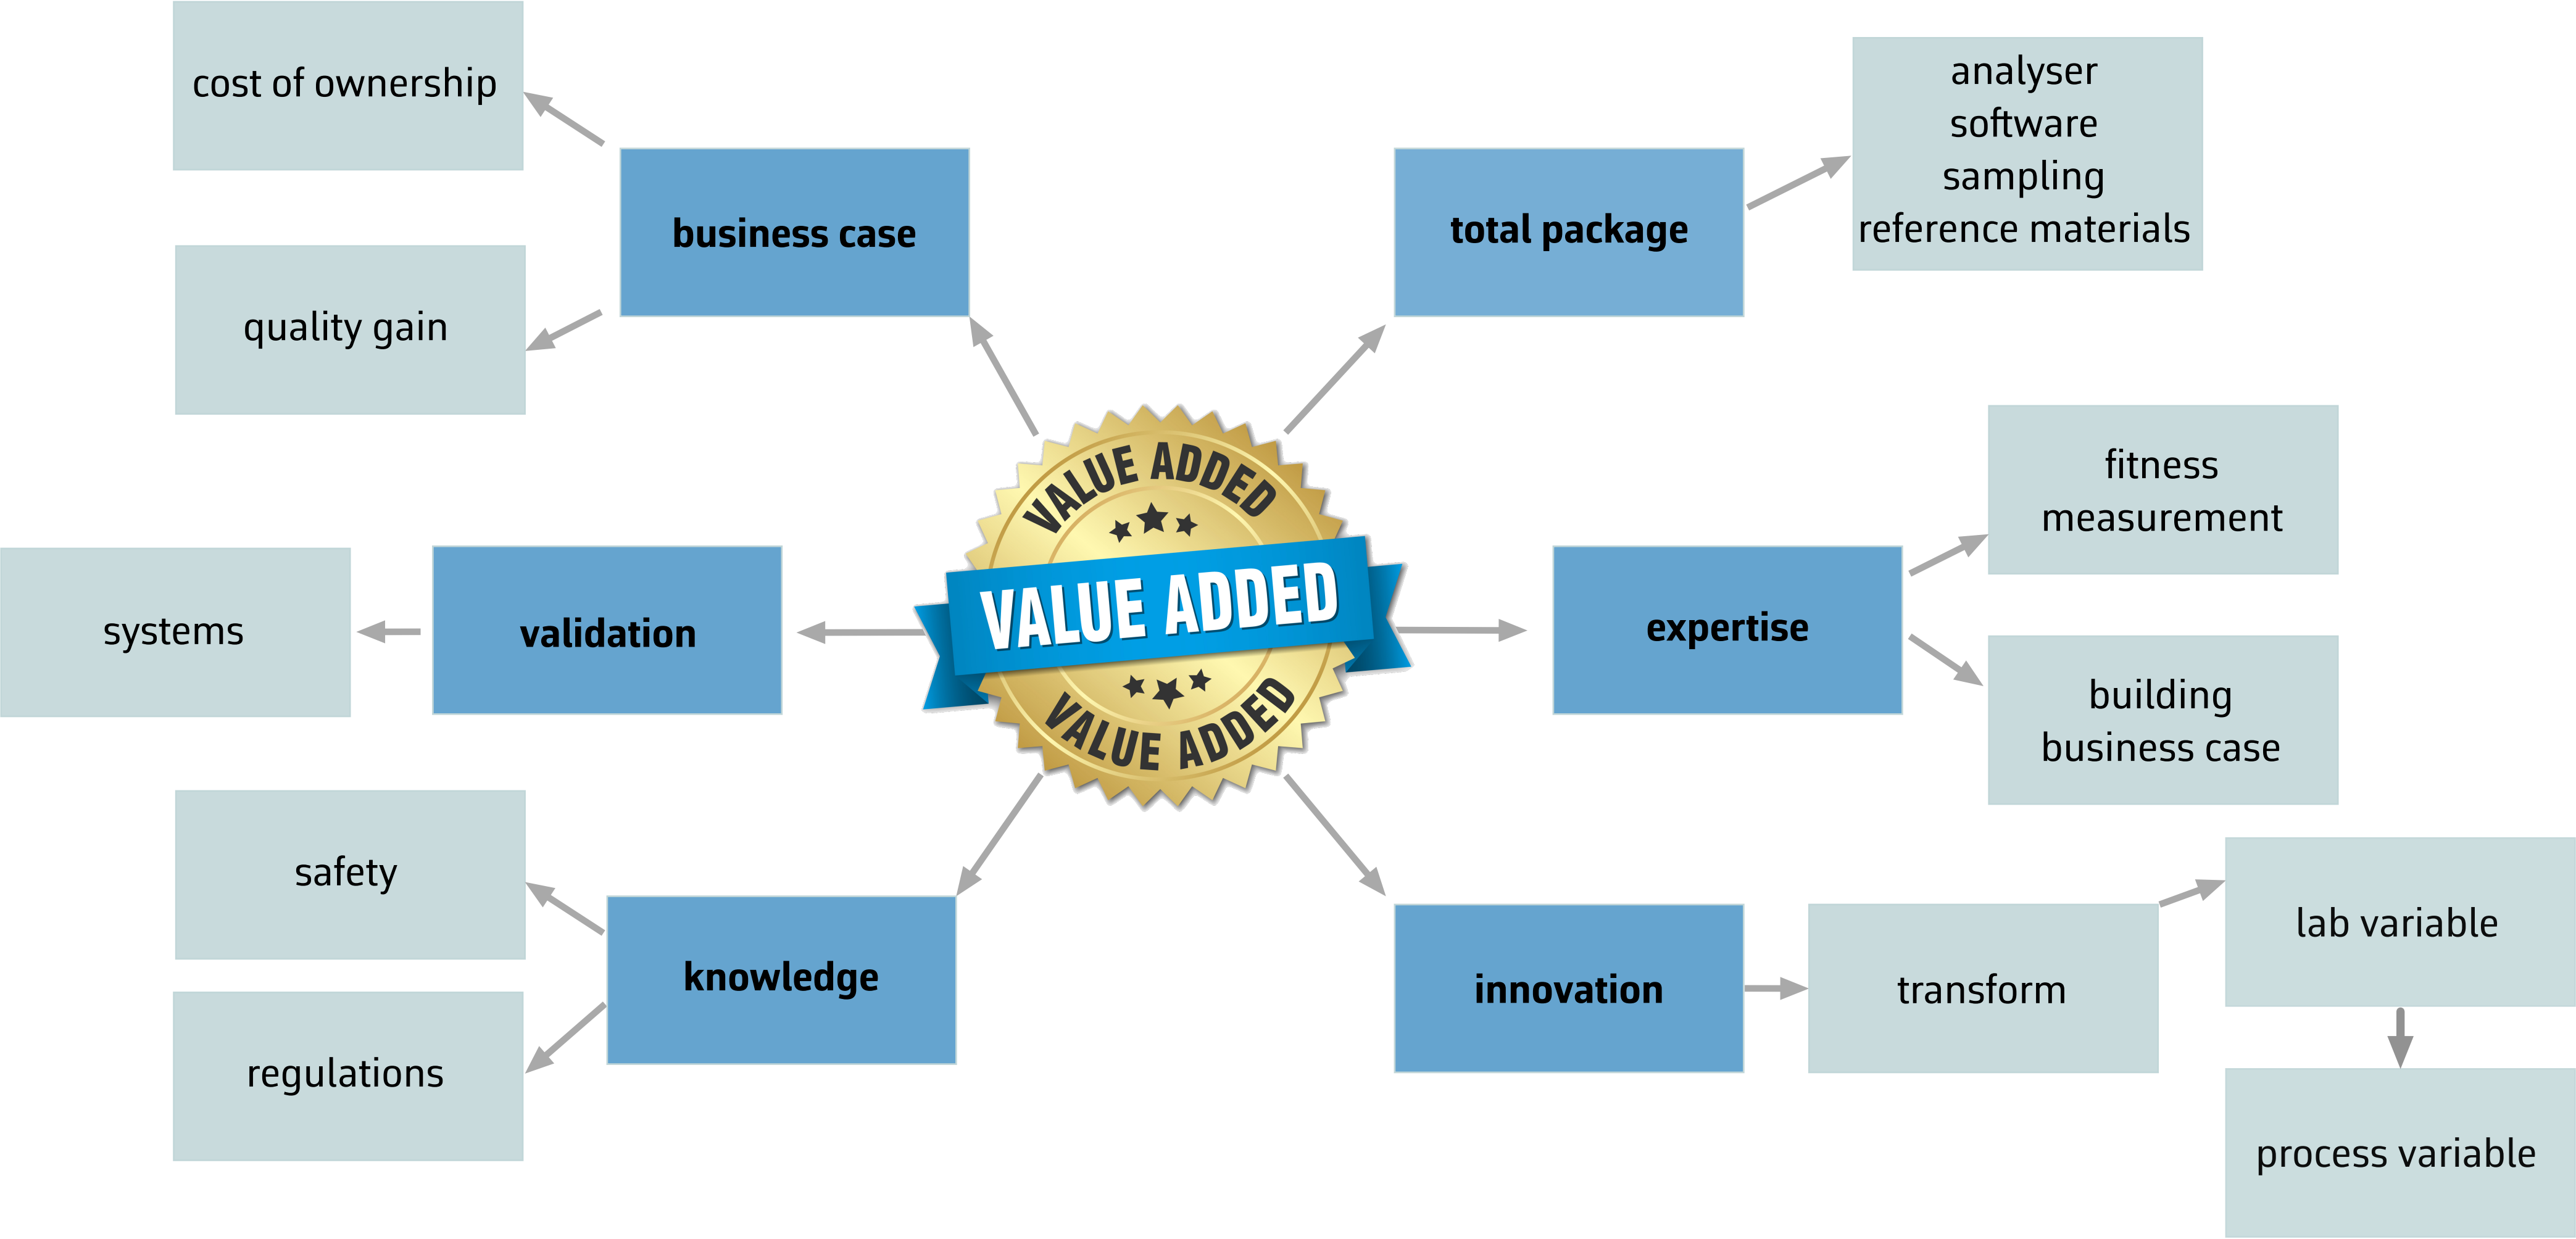 cost of ownership
business case
quality gain
total package
analyser
software
sampling
reference materials
VALUE ADDED
VALUE ADDED
VALUE ADDED
systems
validation
expertise
fitness
measurement
building
business case
safety
knowledge
regulations
innovation
transform
lab variable
process variable